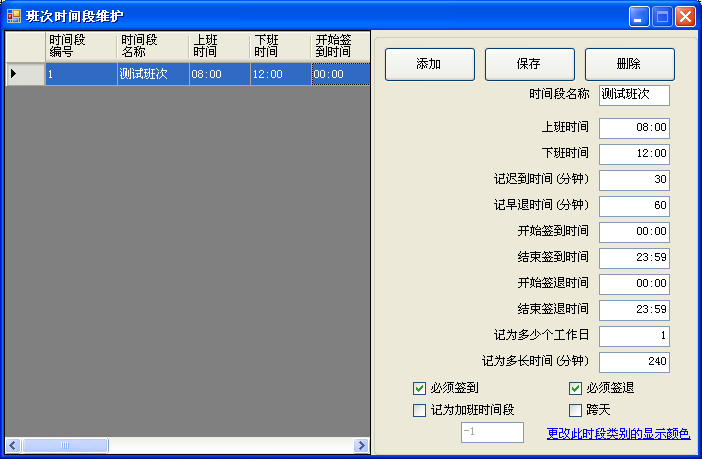 班次时间段维护
时间段编号 时间段名称 上班时间 下班时间 开始签到时间
1 测试班次 08:00 12:00 00:00
添加 保存 删除
时间段名称 测试班次
上班时间 08:00
下班时间 12:00
记迟到时间(分钟) 30
记早退时间(分钟) 60
开始签到时间 00:00
结束签到时间 23:59
开始签退时间 00:00
结束签退时间 23:59
记为多少个工作日 1
记为多长时间(分钟) 240
必须签到 必须签退
记为加班时间段 跨天
-1 更改此时段类别的显示颜色